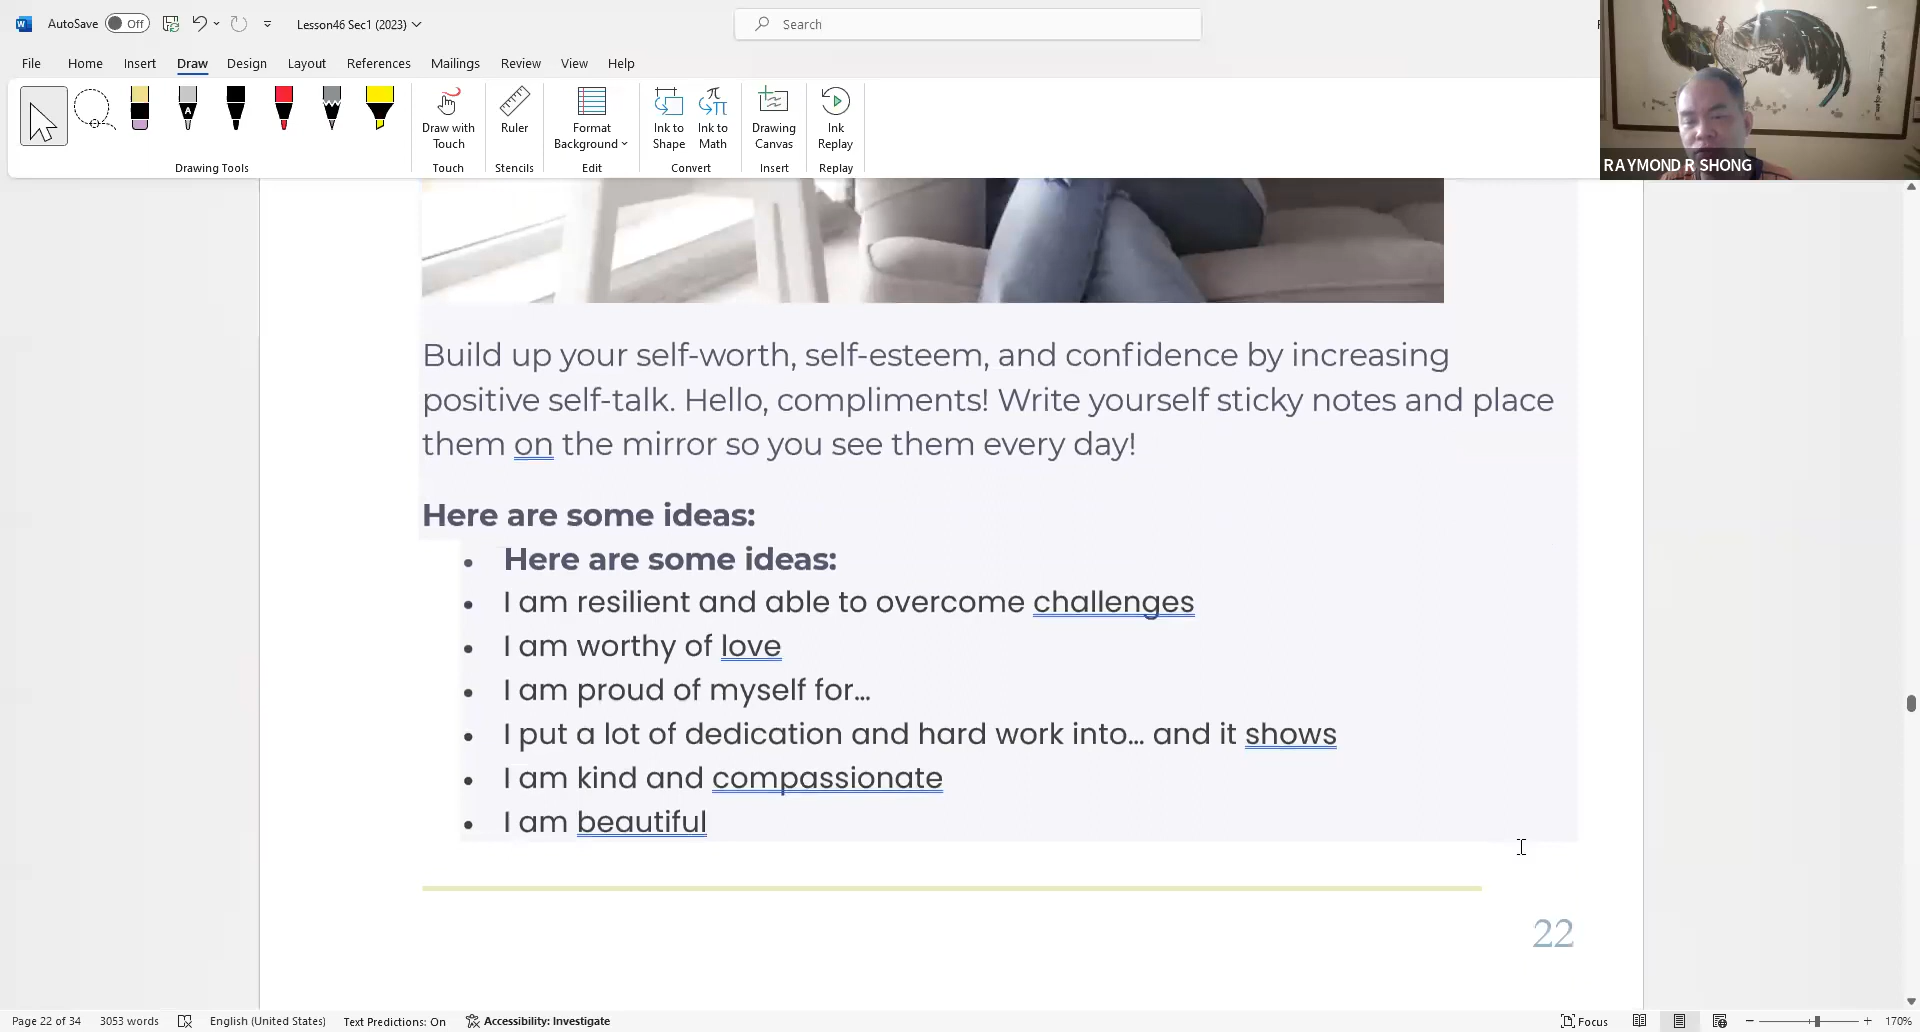 AutoSave Off Lesson46 Sec1 (2023) Search
File Home Insert Draw Design Layout References Mailings Review View Help
Draw with Touch
Ruler
Format Background
Ink to Shape
Ink to Math
Drawing Canvas
Ink Replay
Drawing Tools Touch Stencils Edit Convert Insert Replay
RAYMOND R SHONG
Build up your self-worth, self-esteem, and confidence by increasing
positive self-talk. Hello, compliments! Write yourself sticky notes and place
them on the mirror so you see them every day!
Here are some ideas:
• Here are some ideas:
• I am resilient and able to overcome challenges
• I am worthy of love
• I am proud of myself for...
• I put a lot of dedication and hard work into... and it shows
• I am kind and compassionate
• I am beautiful
22
Page 22 of 34 3053 words English (United States) Text Predictions: On Accessibility: Investigate Focus 170%